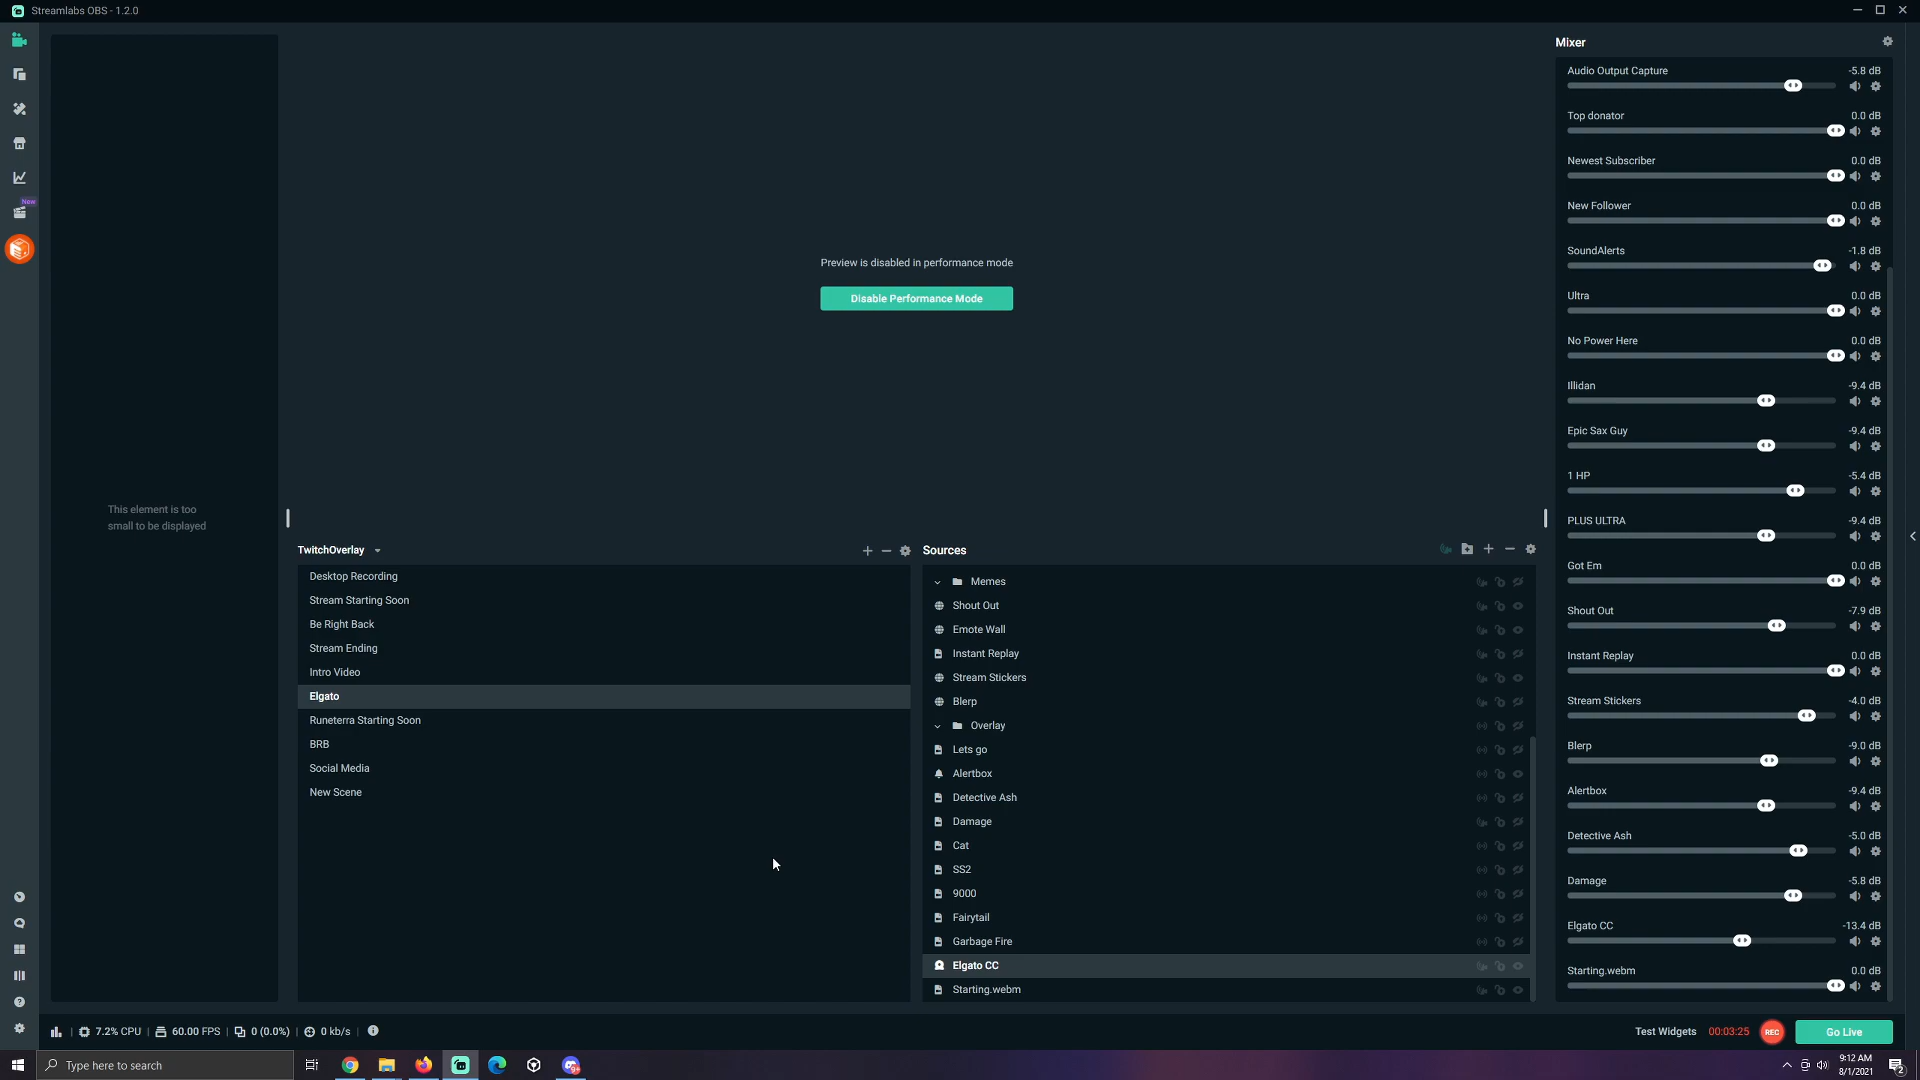 Streamlabs OBS - 1.2.0
New
This element is too
small to be displayed
Preview is disabled in performance mode
Disable Performance Mode
TwitchOverlay
Desktop Recording
Stream Starting Soon
Be Right Back
Stream Ending
Intro Video
Elgato
Runeterra Starting Soon
BRB
Social Media
New Scene
Sources
Memes
Shout Out
Emote Wall
Instant Replay
Stream Stickers
Blerp
Overlay
Lets go
Alertbox
Detective Ash
Damage
Cat
SS2
9000
Fairytail
Garbage Fire
Elgato CC
Starting.webm
Mixer
Audio Output Capture -5.8 dB
Top donator 0.0 dB
Newest Subscriber 0.0 dB
New Follower 0.0 dB
SoundAlerts -1.8 dB
Ultra 0.0 dB
No Power Here 0.0 dB
Illidan -9.4 dB
Epic Sax Guy -9.4 dB
1 HP -5.4 dB
PLUS ULTRA -9.4 dB
Got Em 0.0 dB
Shout Out -7.9 dB
Instant Replay 0.0 dB
Stream Stickers -4.0 dB
Blerp -9.0 dB
Alertbox -9.4 dB
Detective Ash -5.0 dB
Damage -5.8 dB
Elgato CC -13.4 dB
Starting.webm 0.0 dB
7.2% CPU 60.00 FPS 0 (0.0%) 0 kb/s
Test Widgets 00:03:25 REC Go Live
Type here to search
9+
9:12 AM
8/1/2021
2